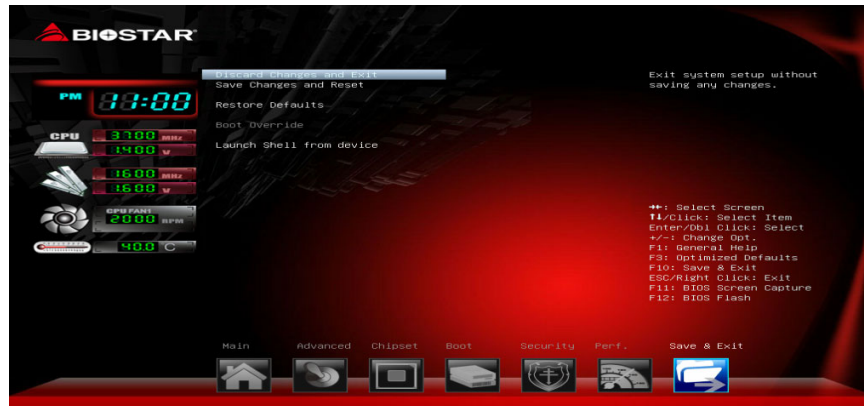 BIOSTAR
Discard Changes and Exit
Save Changes and Reset
Restore Defaults
Boot Override
Launch Shell from device
Exit system setup without
saving any changes.
PM 11:00
CPU 3700 MHz
1.400 V
1600 MHz
1.600 V
CPU FAN1
2000 RPM
40.0 C
→←: Select Screen
↑↓/Click: Select Item
Enter/Dbl Click: Select
+/-: Change Opt.
F1: General Help
F3: Optimized Defaults
F10: Save & Exit
ESC/Right Click: Exit
F11: BIOS Screen Capture
F12: BIOS Flash
Main Advanced Chipset Boot Security Perf. Save & Exit